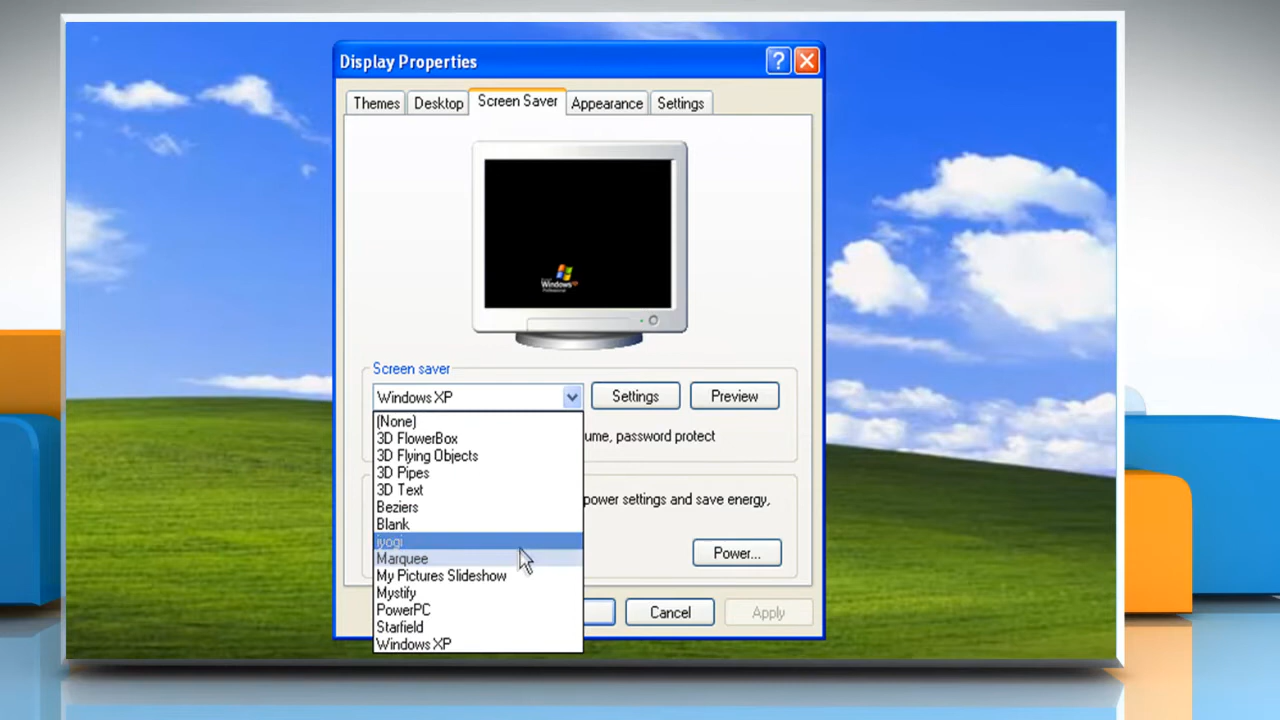 Display Properties
Themes Desktop Screen Saver Appearance Settings
Windows xp
Professional
Screen saver
Windows XP Settings Preview
(None)
3D FlowerBox
ume, password protect
3D Flying Objects
3D Pipes
3D Text
power settings and save energy,
Beziers
Blank
iyogi
Power...
Marquee
My Pictures Slideshow
Mystify
PowerPC
Cancel Apply
Starfield
Windows XP